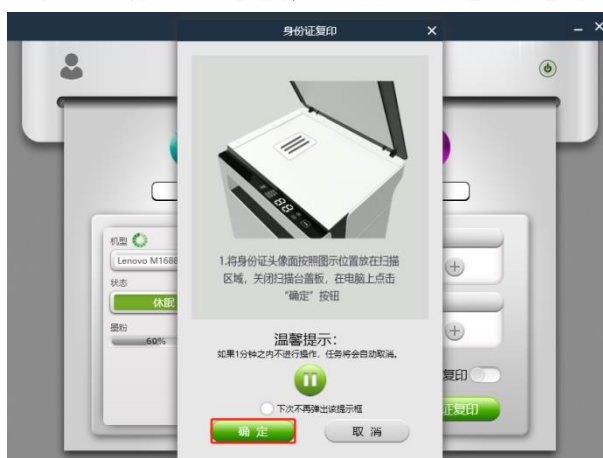 身份证复印
机型
Lenovo M1688
状态
休眠
墨粉
60%
88
1.将身份证头像面按照图示位置放在扫描
区域，关闭扫描台盖板，在电脑上点击
“确定”按钮
温馨提示：
如果1分钟之内不进行操作，任务将会自动取消。
下次不再弹出该提示框
确 定
取 消
复印
证复印